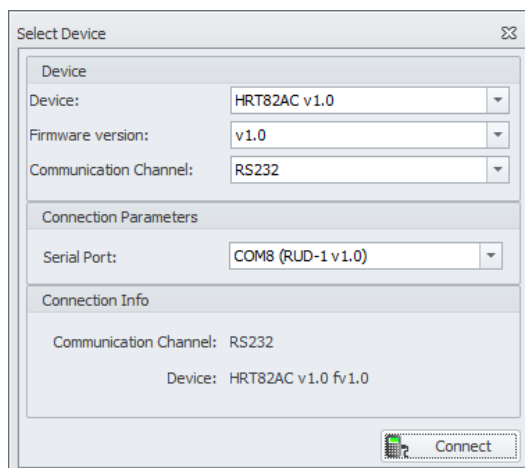 Select Device
Device
Device: HRT82AC v1.0
Firmware version: v1.0
Communication Channel: RS232
Connection Parameters
Serial Port: COM8 (RUD-1 v1.0)
Connection Info
Communication Channel: RS232
Device: HRT82AC v1.0 fv1.0
Connect